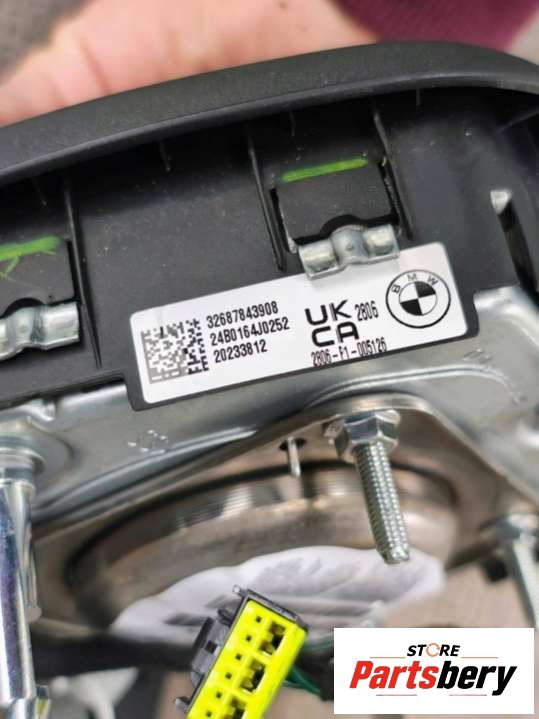 32687843908
24B0164J0252
20233812
UK
CA
2806
2806-F1-005126
BMW
STORE
Partsbery